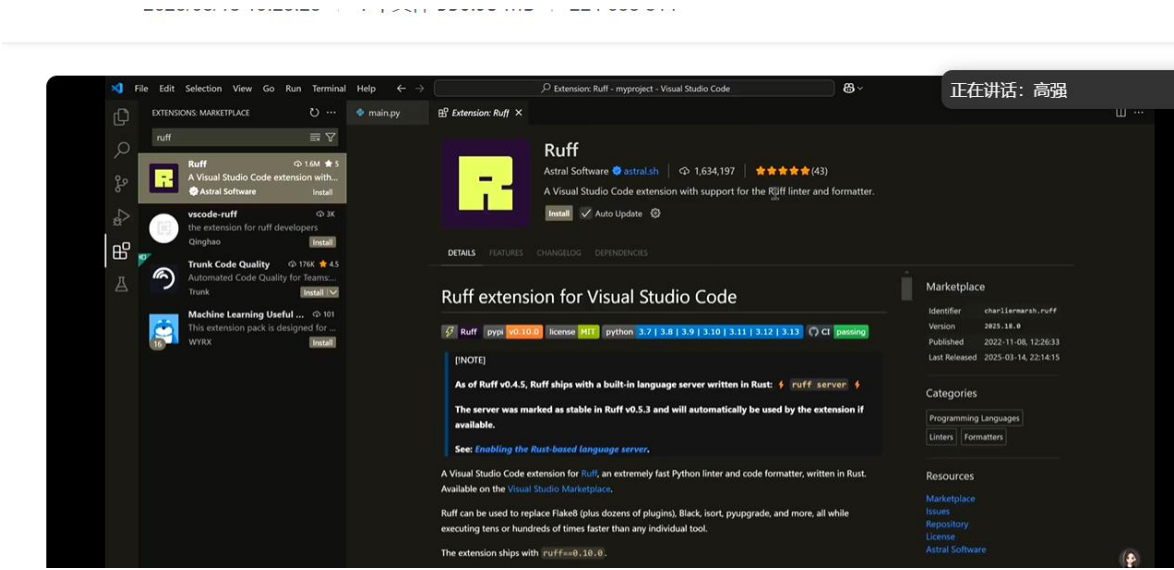 正在讲话: 高强
File Edit Selection View Go Run Terminal Help
Extension: Ruff - myproject - Visual Studio Code
EXTENSIONS: MARKETPLACE
main.py
Extension: Ruff
ruff
Ruff 1.6M 5
A Visual Studio Code extension with...
Astral Software Install
vscode-ruff 3K
the extension for ruff developers
Qinghao Install
Trunk Code Quality 176K 4.5
Automated Code Quality for Teams:...
Trunk Install
Machine Learning Useful ... 101
This extension pack is designed for ...
16 WYRX Install
Ruff
Astral Software astral.sh 1,634,197 (43)
A Visual Studio Code extension with support for the Ruff linter and formatter.
Install Auto Update
DETAILS FEATURES CHANGELOG DEPENDENCIES
Ruff extension for Visual Studio Code
Ruff pypi v0.10.0 license MIT python 3.7 | 3.8 | 3.9 | 3.10 | 3.11 | 3.12 | 3.13 CI passing
[!NOTE]
As of Ruff v0.4.5, Ruff ships with a built-in language server written in Rust: ruff server
The server was marked as stable in Ruff v0.5.3 and will automatically be used by the extension if
available.
See: Enabling the Rust-based language server.
A Visual Studio Code extension for Ruff, an extremely fast Python linter and code formatter, written in Rust.
Available on the Visual Studio Marketplace.
Ruff can be used to replace Flake8 (plus dozens of plugins), Black, isort, pyupgrade, and more, all while
executing tens or hundreds of times faster than any individual tool.
The extension ships with ruff==0.10.0.
Marketplace
Identifier charliermarsh.ruff
Version 2025.18.0
Published 2022-11-08, 12:26:33
Last Released 2025-03-14, 22:14:15
Categories
Programming Languages
Linters Formatters
Resources
Marketplace
Issues
Repository
License
Astral Software